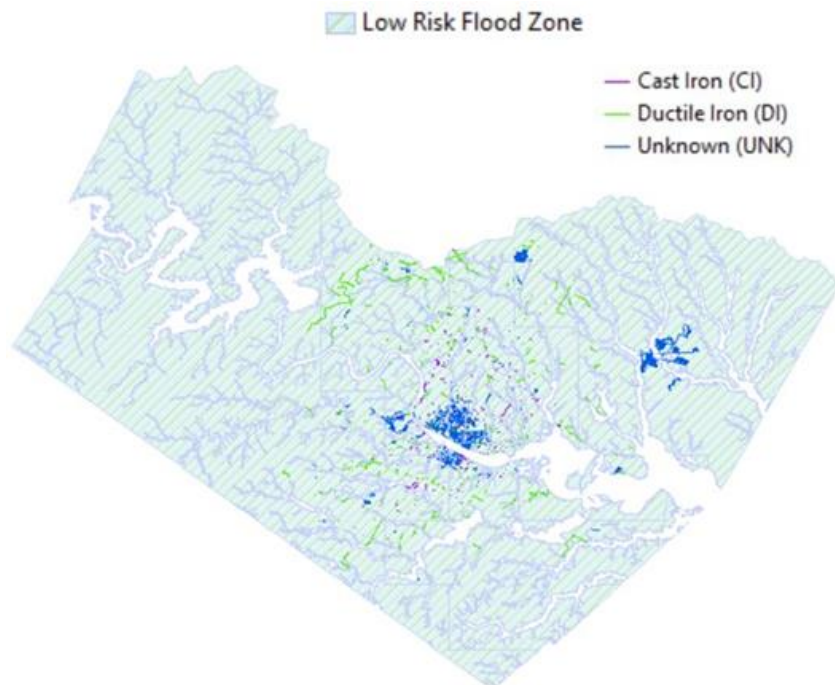 Low Risk Flood Zone
Cast Iron (CI)
Ductile Iron (DI)
Unknown (UNK)